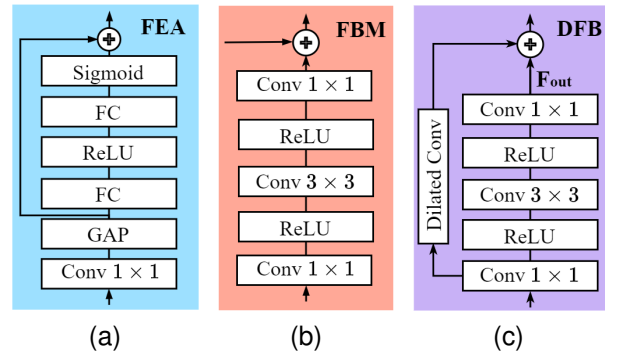 FEA
Sigmoid
FC
ReLU
FC
GAP
Conv 1 × 1
(a)
FBM
Conv 1 × 1
ReLU
Conv 3 × 3
ReLU
Conv 1 × 1
(b)
DFB
Fout
Dilated Conv
Conv 1 × 1
ReLU
Conv 3 × 3
ReLU
Conv 1 × 1
(c)